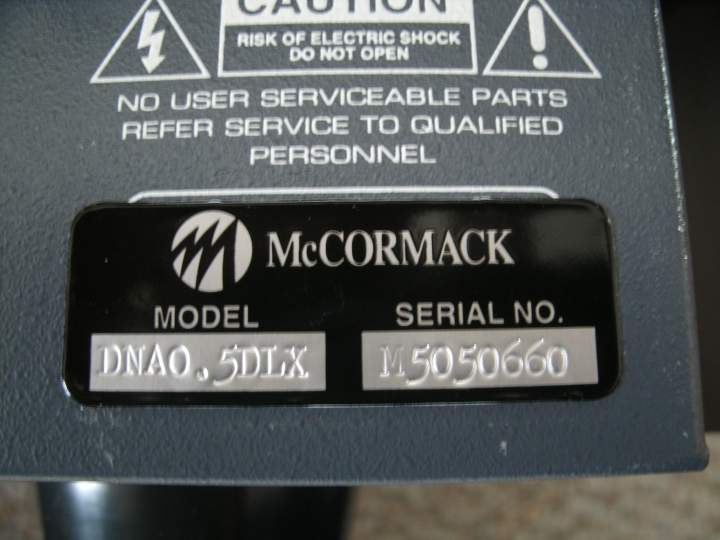 CAUTION
RISK OF ELECTRIC SHOCK
DO NOT OPEN
NO USER SERVICEABLE PARTS
REFER SERVICE TO QUALIFIED
PERSONNEL
McCORMACK
MODEL SERIAL NO.
DNA0.5DLX M5050660